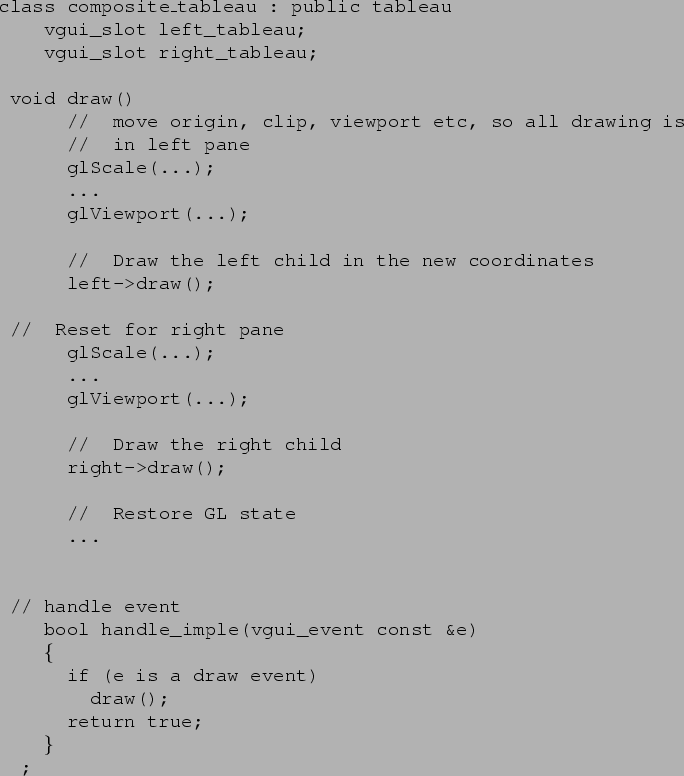 class composite_tableau : public tableau
    vgui_slot left_tableau;
    vgui_slot right_tableau;

 void draw()
      //  move origin, clip, viewport etc, so all drawing is
      //  in left pane
      glScale(...);
      ...
      glViewport(...);

      //  Draw the left child in the new coordinates
      left->draw();

 //  Reset for right pane
      glScale(...);
      ...
      glViewport(...);

      //  Draw the right child
      right->draw();

      //  Restore GL state
      ...


 // handle event
    bool handle_imple(vgui_event const &e)
    {
      if (e is a draw event)
        draw();
      return true;
    }
  ;